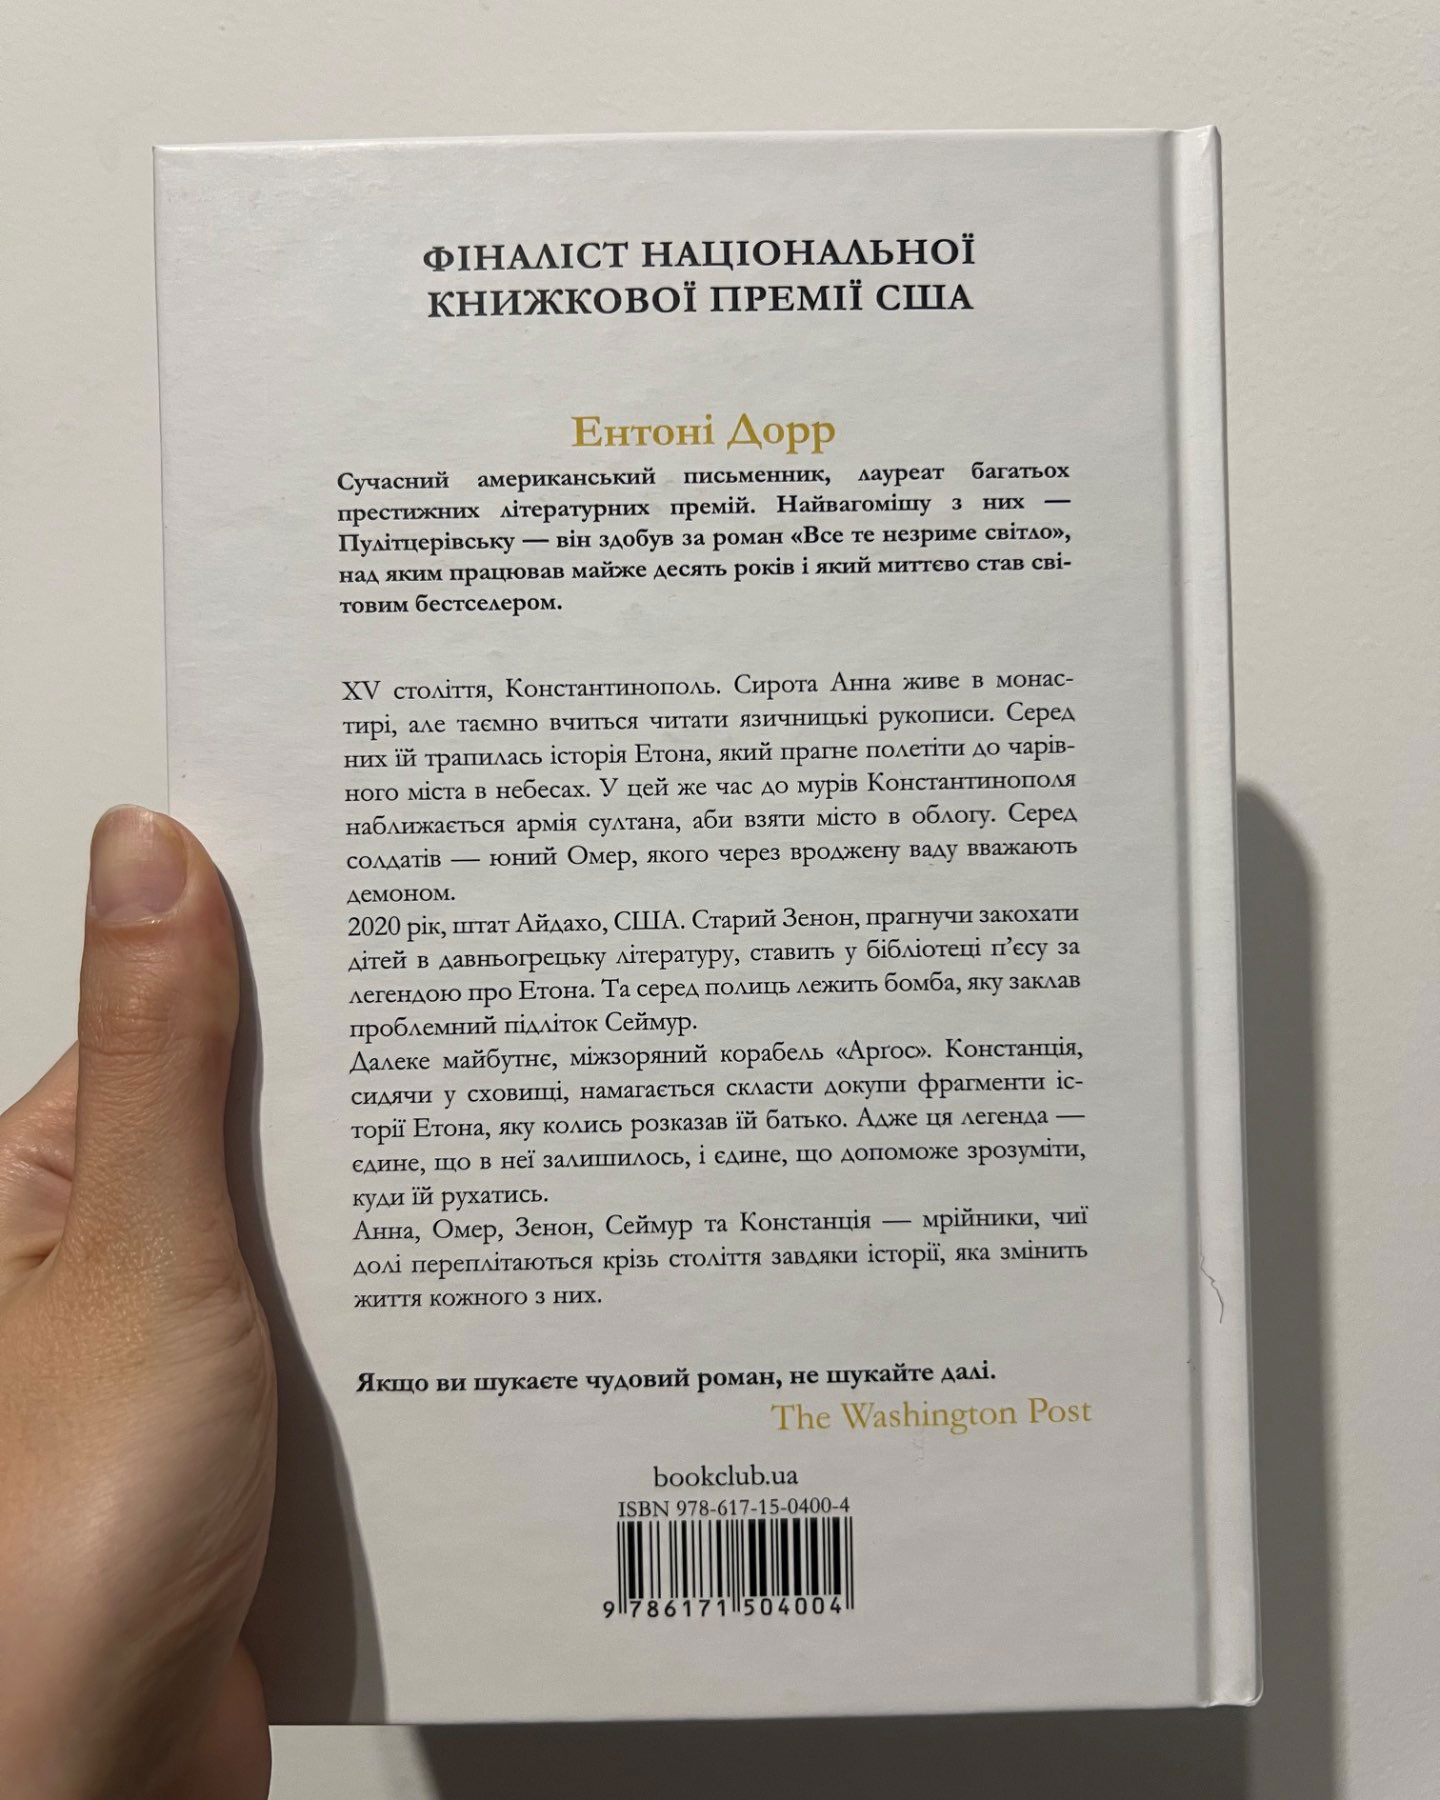 ФІНАЛІСТ НАЦІОНАЛЬНОЇ
КНИЖКОВОЇ ПРЕМІЇ США
Ентоні Дорр
Сучасний американський письменник, лауреат багатьох
престижних літературних премій. Найвагомішу з них —
Пулітцерівську — він здобув за роман «Все те незриме світло»,
над яким працював майже десять років і який миттєво став сві-
товим бестселером.
XV століття, Константинополь. Сирота Анна живе в монас-
тирі, але таємно вчиться читати язичницькі рукописи. Серед
них їй трапилась історія Етона, який прагне полетіти до чарів-
ного міста в небесах. У цей же час до мурів Константинополя
наближається армія султана, аби взяти місто в облогу. Серед
солдатів — юний Омер, якого через вроджену ваду вважають
демоном.
2020 рік, штат Айдахо, США. Старий Зенон, прагнучи закохати
дітей в давньогрецьку літературу, ставить у бібліотеці п’єсу за
легендою про Етона. Та серед полиць лежить бомба, яку заклав
проблемний підліток Сеймур.
Далеке майбутнє, міжзоряний корабель «Арґос». Констанція,
сидячи у сховищі, намагається скласти докупи фрагменти іс-
торії Етона, яку колись розказав їй батько. Адже ця легенда —
єдине, що в неї залишилось, і єдине, що допоможе зрозуміти,
куди їй рухатись.
Анна, Омер, Зенон, Сеймур та Констанція — мрійники, чиї
долі переплітаються крізь століття завдяки історії, яка змінить
життя кожного з них.
Якщо ви шукаєте чудовий роман, не шукайте далі.
The Washington Post
bookclub.ua
ISBN 978-617-15-0400-4
9 786171 504004